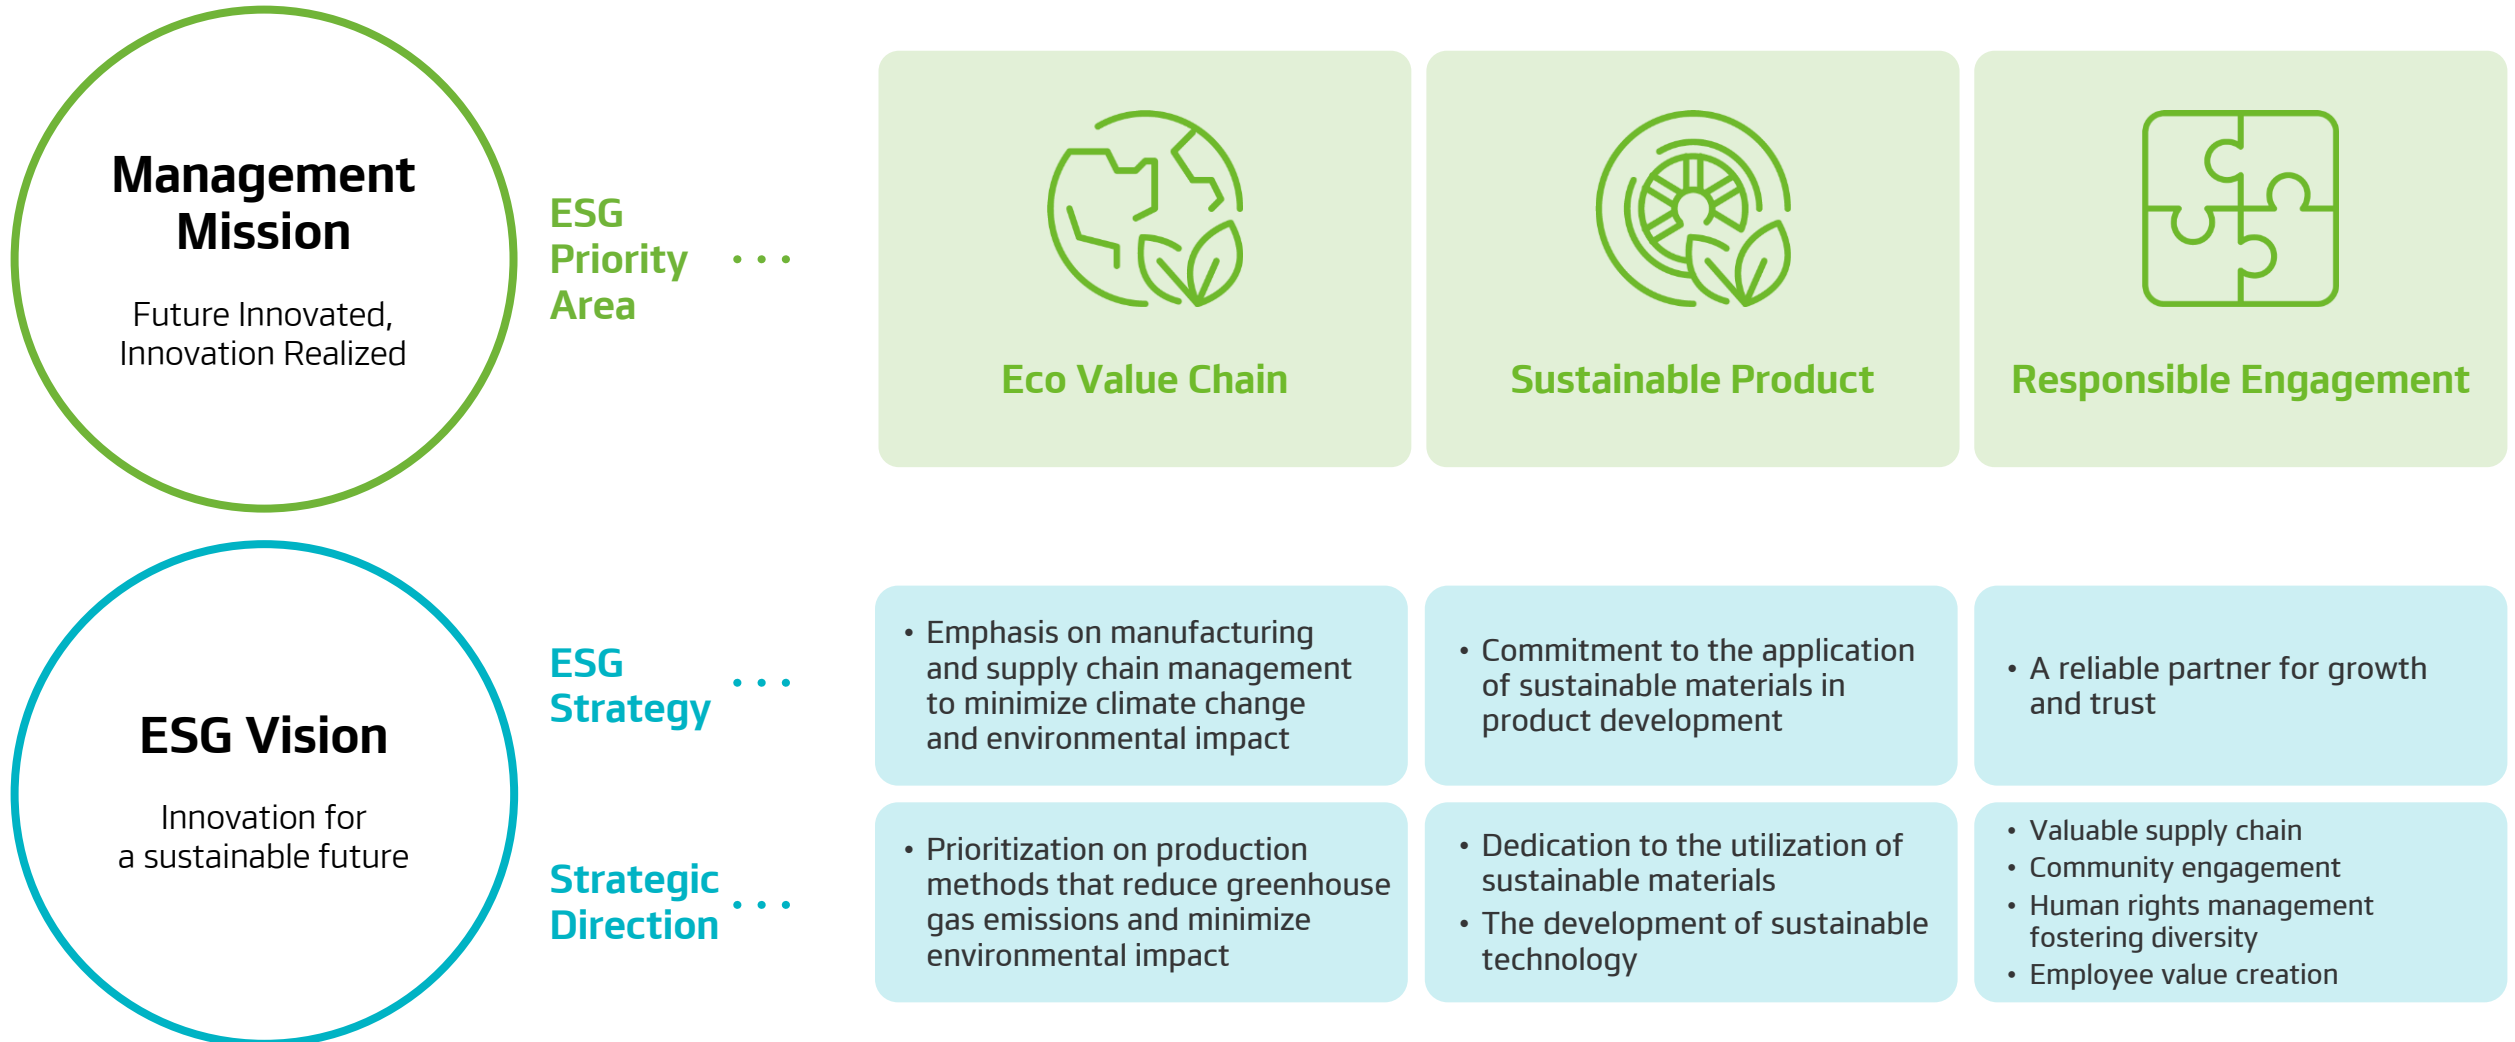 Management
Mission
Future Innovated,
Innovation Realized
ESG
Priority
Area
Eco Value Chain
Sustainable Product
Responsible Engagement
ESG Vision
Innovation for
a sustainable future
ESG
Strategy
• Emphasis on manufacturing
and supply chain management
to minimize climate change
and environmental impact
• Commitment to the application
of sustainable materials in
product development
• A reliable partner for growth
and trust
Strategic
Direction
• Prioritization on production
methods that reduce greenhouse
gas emissions and minimize
environmental impact
• Dedication to the utilization of
sustainable materials
• The development of sustainable
technology
• Valuable supply chain
• Community engagement
• Human rights management
fostering diversity
• Employee value creation